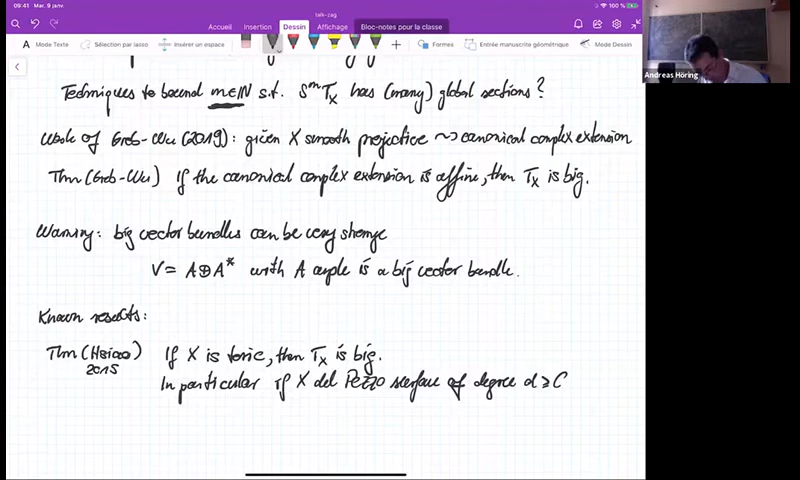 09:41 Mar. 9 janv.
talk-zag
100 %
Accueil Insertion Dessin Affichage Bloc-notes pour la classe
Mode Texte Sélection par lasso Insérer un espace Formes Entrée manuscrite géométrique Mode Dessin
Andreas Höring
Techniques to bound m∈ℕ s.t. SᵐT_X has (many) global sections?
Work of Greb-Wu (2019): given X smooth projective ⇝ canonical complex extension
Thm (Greb-Wu) If the canonical complex extension is affine, then T_X is big.
Warning: big vector bundles can be very strange
V = A⊕A* with A ample is a big vector bundle.
Known results:
Thm (Hsiao) If X is toric, then T_X is big.
2015 In particular if X del Pezzo surface of degree d ≥